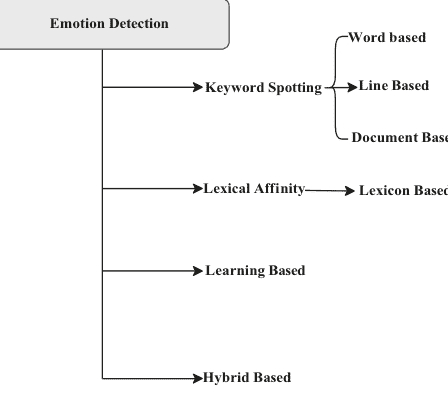 Emotion Detection
Word based
Keyword Spotting
Line Based
Document Base
Lexical Affinity
Lexicon Based
Learning Based
Hybrid Based